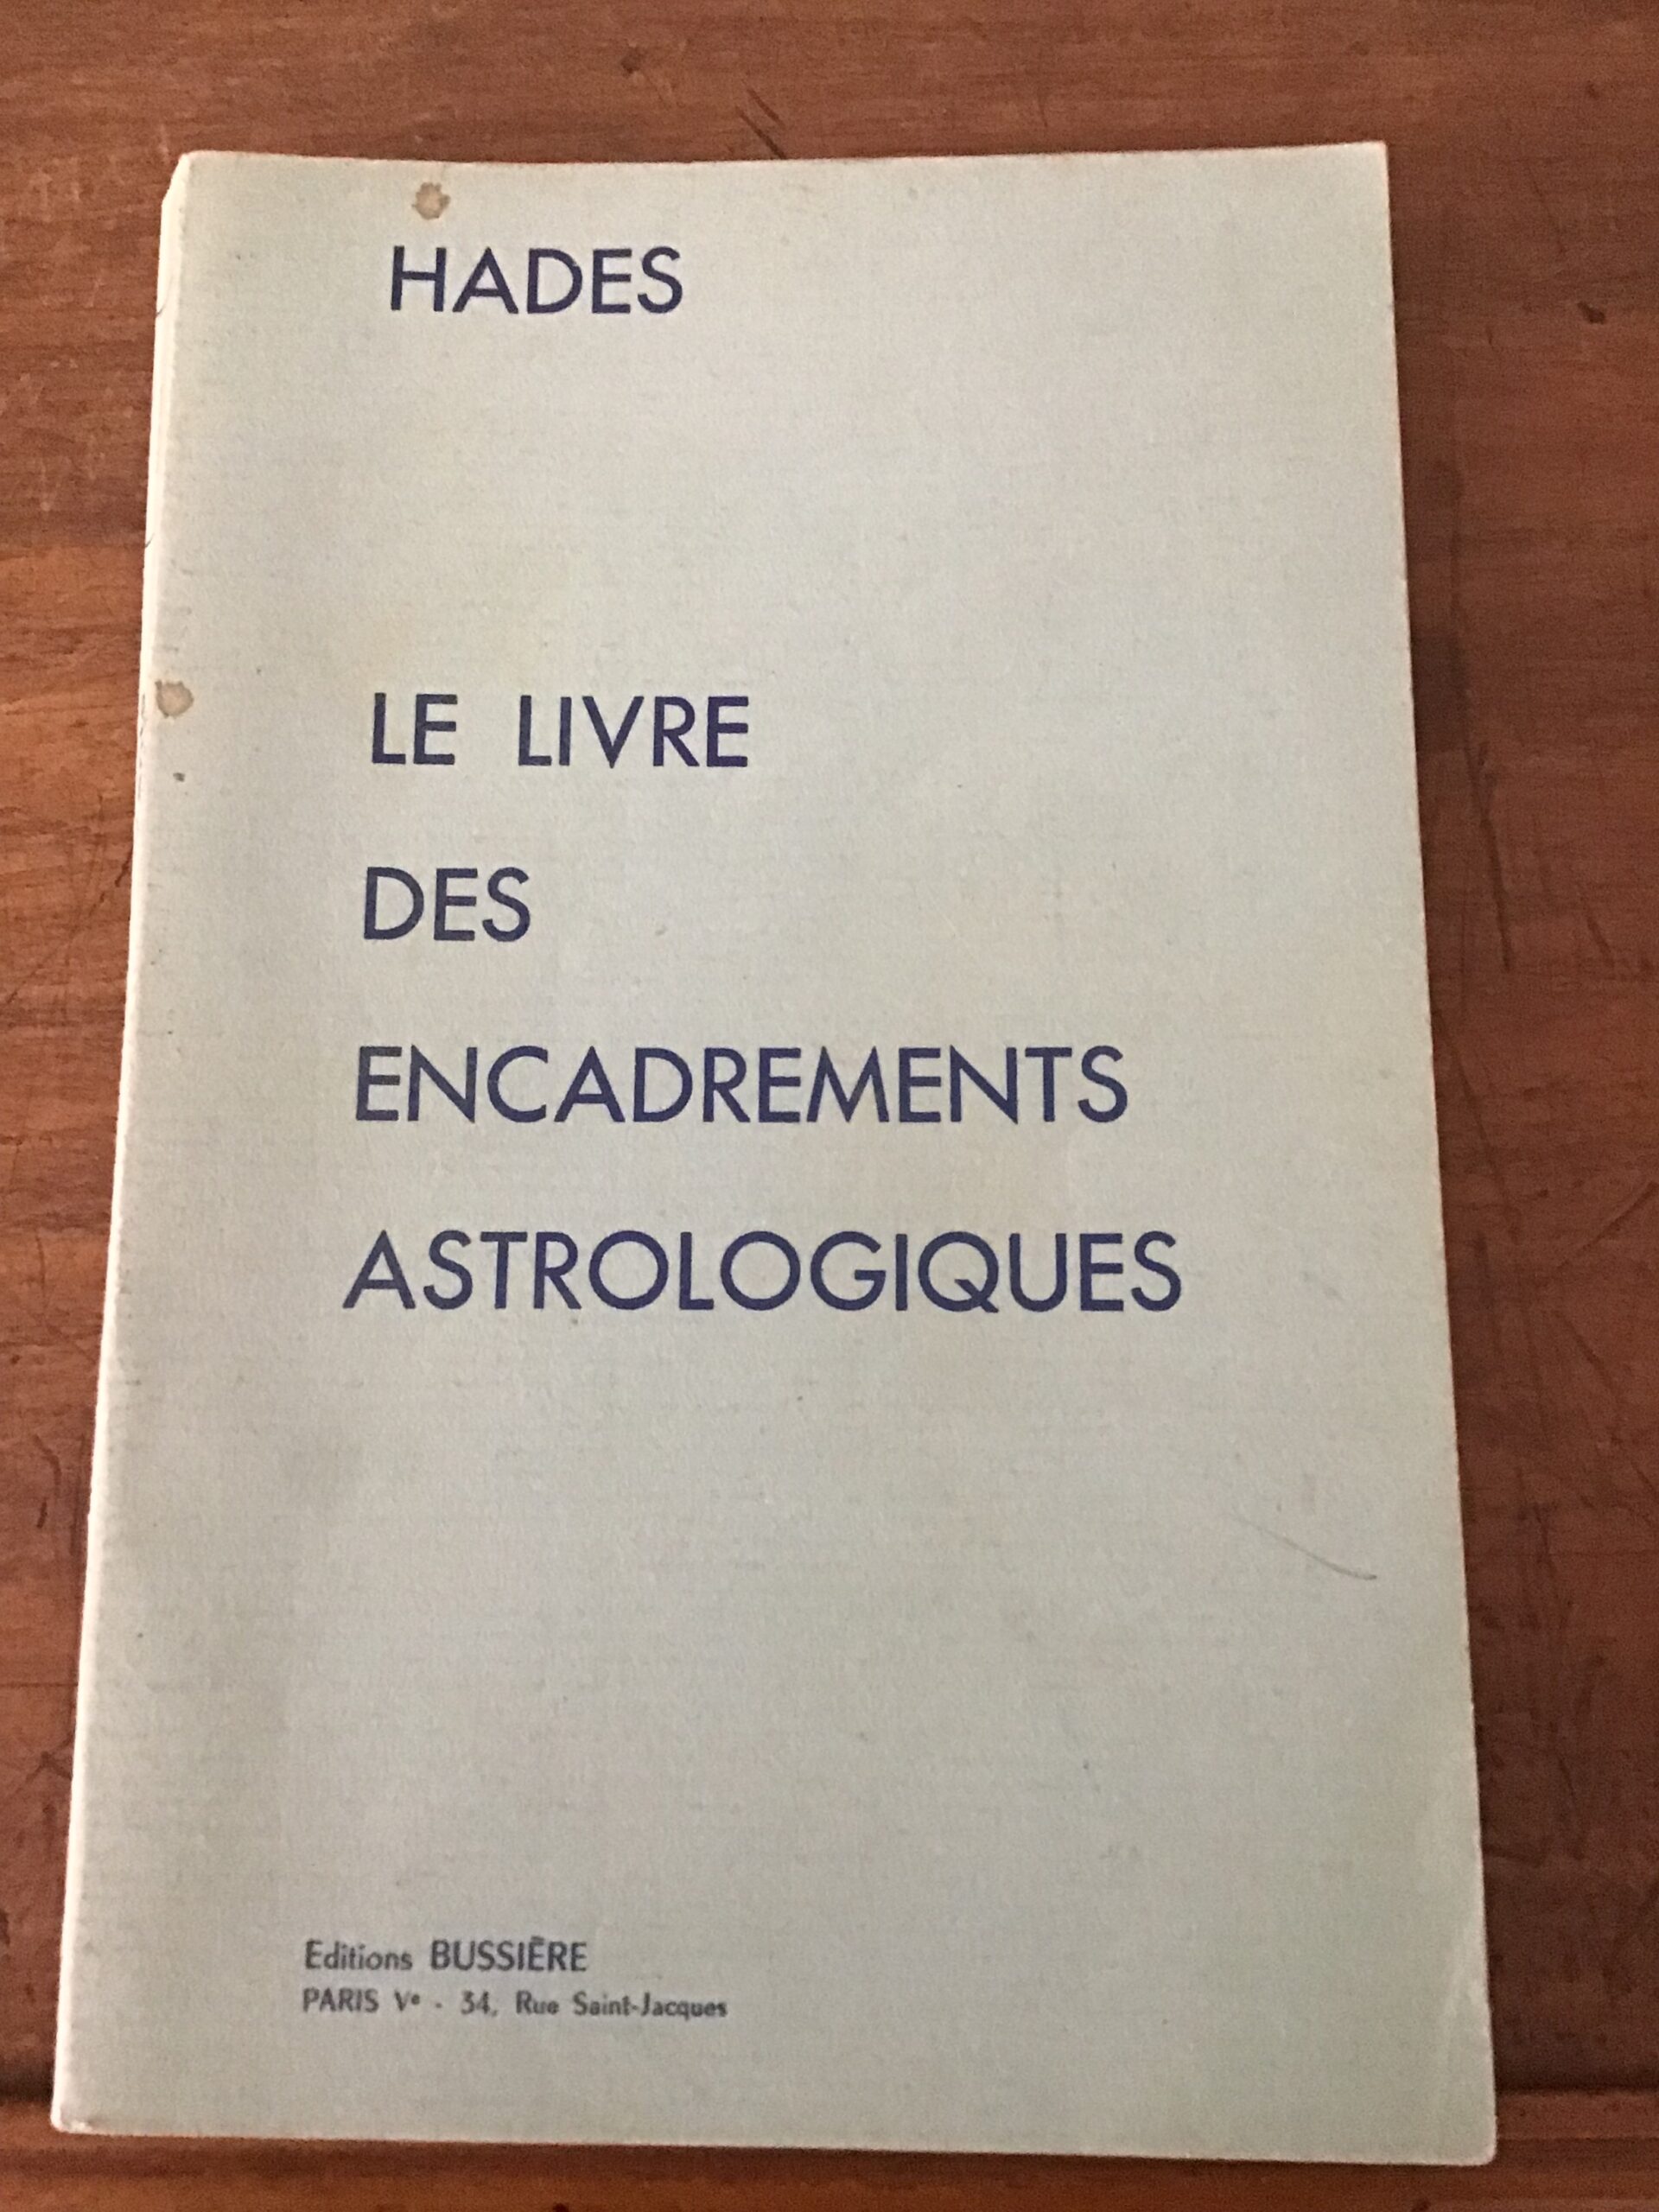 HADES
LE LIVRE
DES
ENCADREMENTS
ASTROLOGIQUES
Editions BUSSIÈRE
PARIS Vᵉ - 34, Rue Saint-Jacques